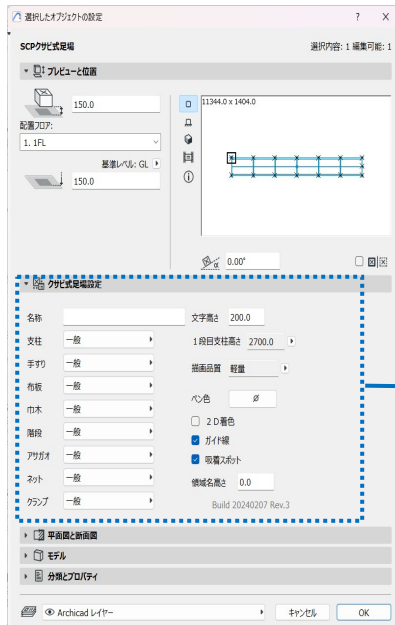 選択したオブジェクトの設定 ? X
SCPクサビ式足場 選択内容: 1 編集可能: 1
プレビューと位置
150.0
配置フロア:
1. 1FL
基準レベル: GL
150.0
11344.0 x 1404.0
α 0.00°
クサビ式足場設定
名称 文字高さ 200.0
支柱 一般 1段目支柱高さ 2700.0
手すり 一般 描画品質 軽量
布板 一般 ペン色 Ø
巾木 一般 2D着色
階段 一般 ガイド線
アサガオ 一般 吸着スポット
ネット 一般 領域名高さ 0.0
クランプ 一般 Build 20240207 Rev.3
平面図と断面図
モデル
分類とプロパティ
Archicad レイヤー キャンセル OK